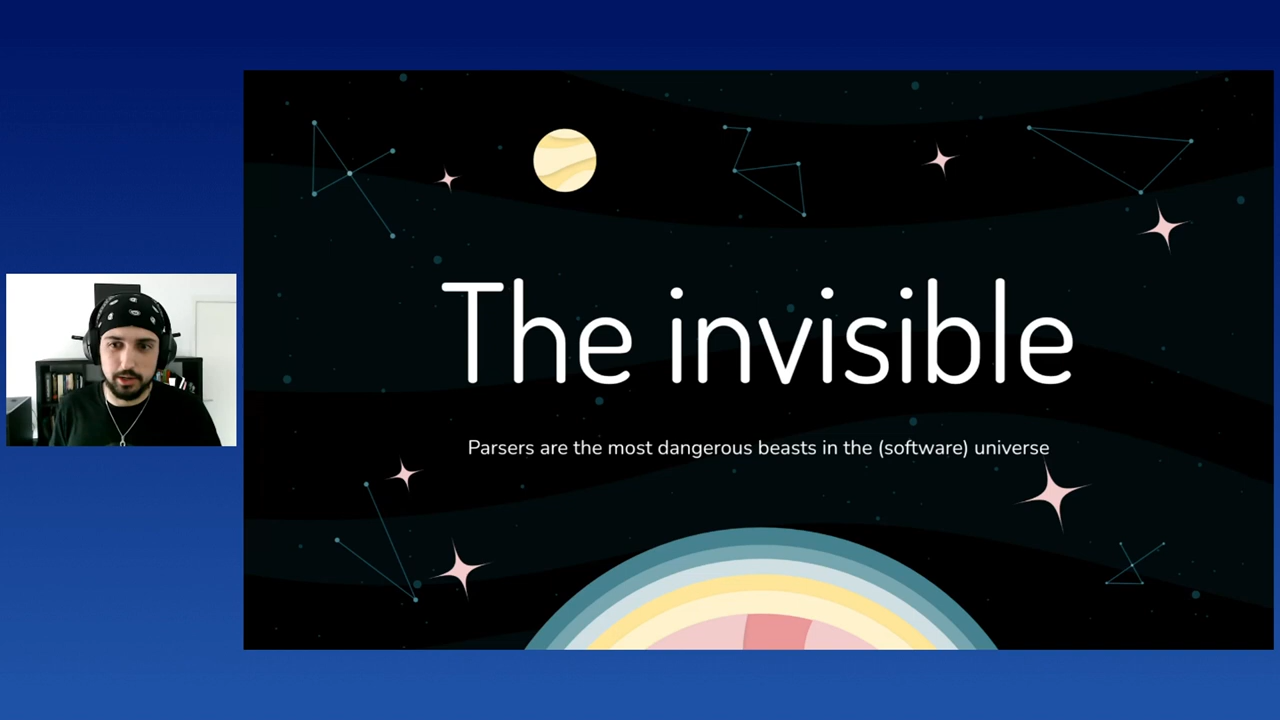 The invisible
Parsers are the most dangerous beasts in the (software) universe